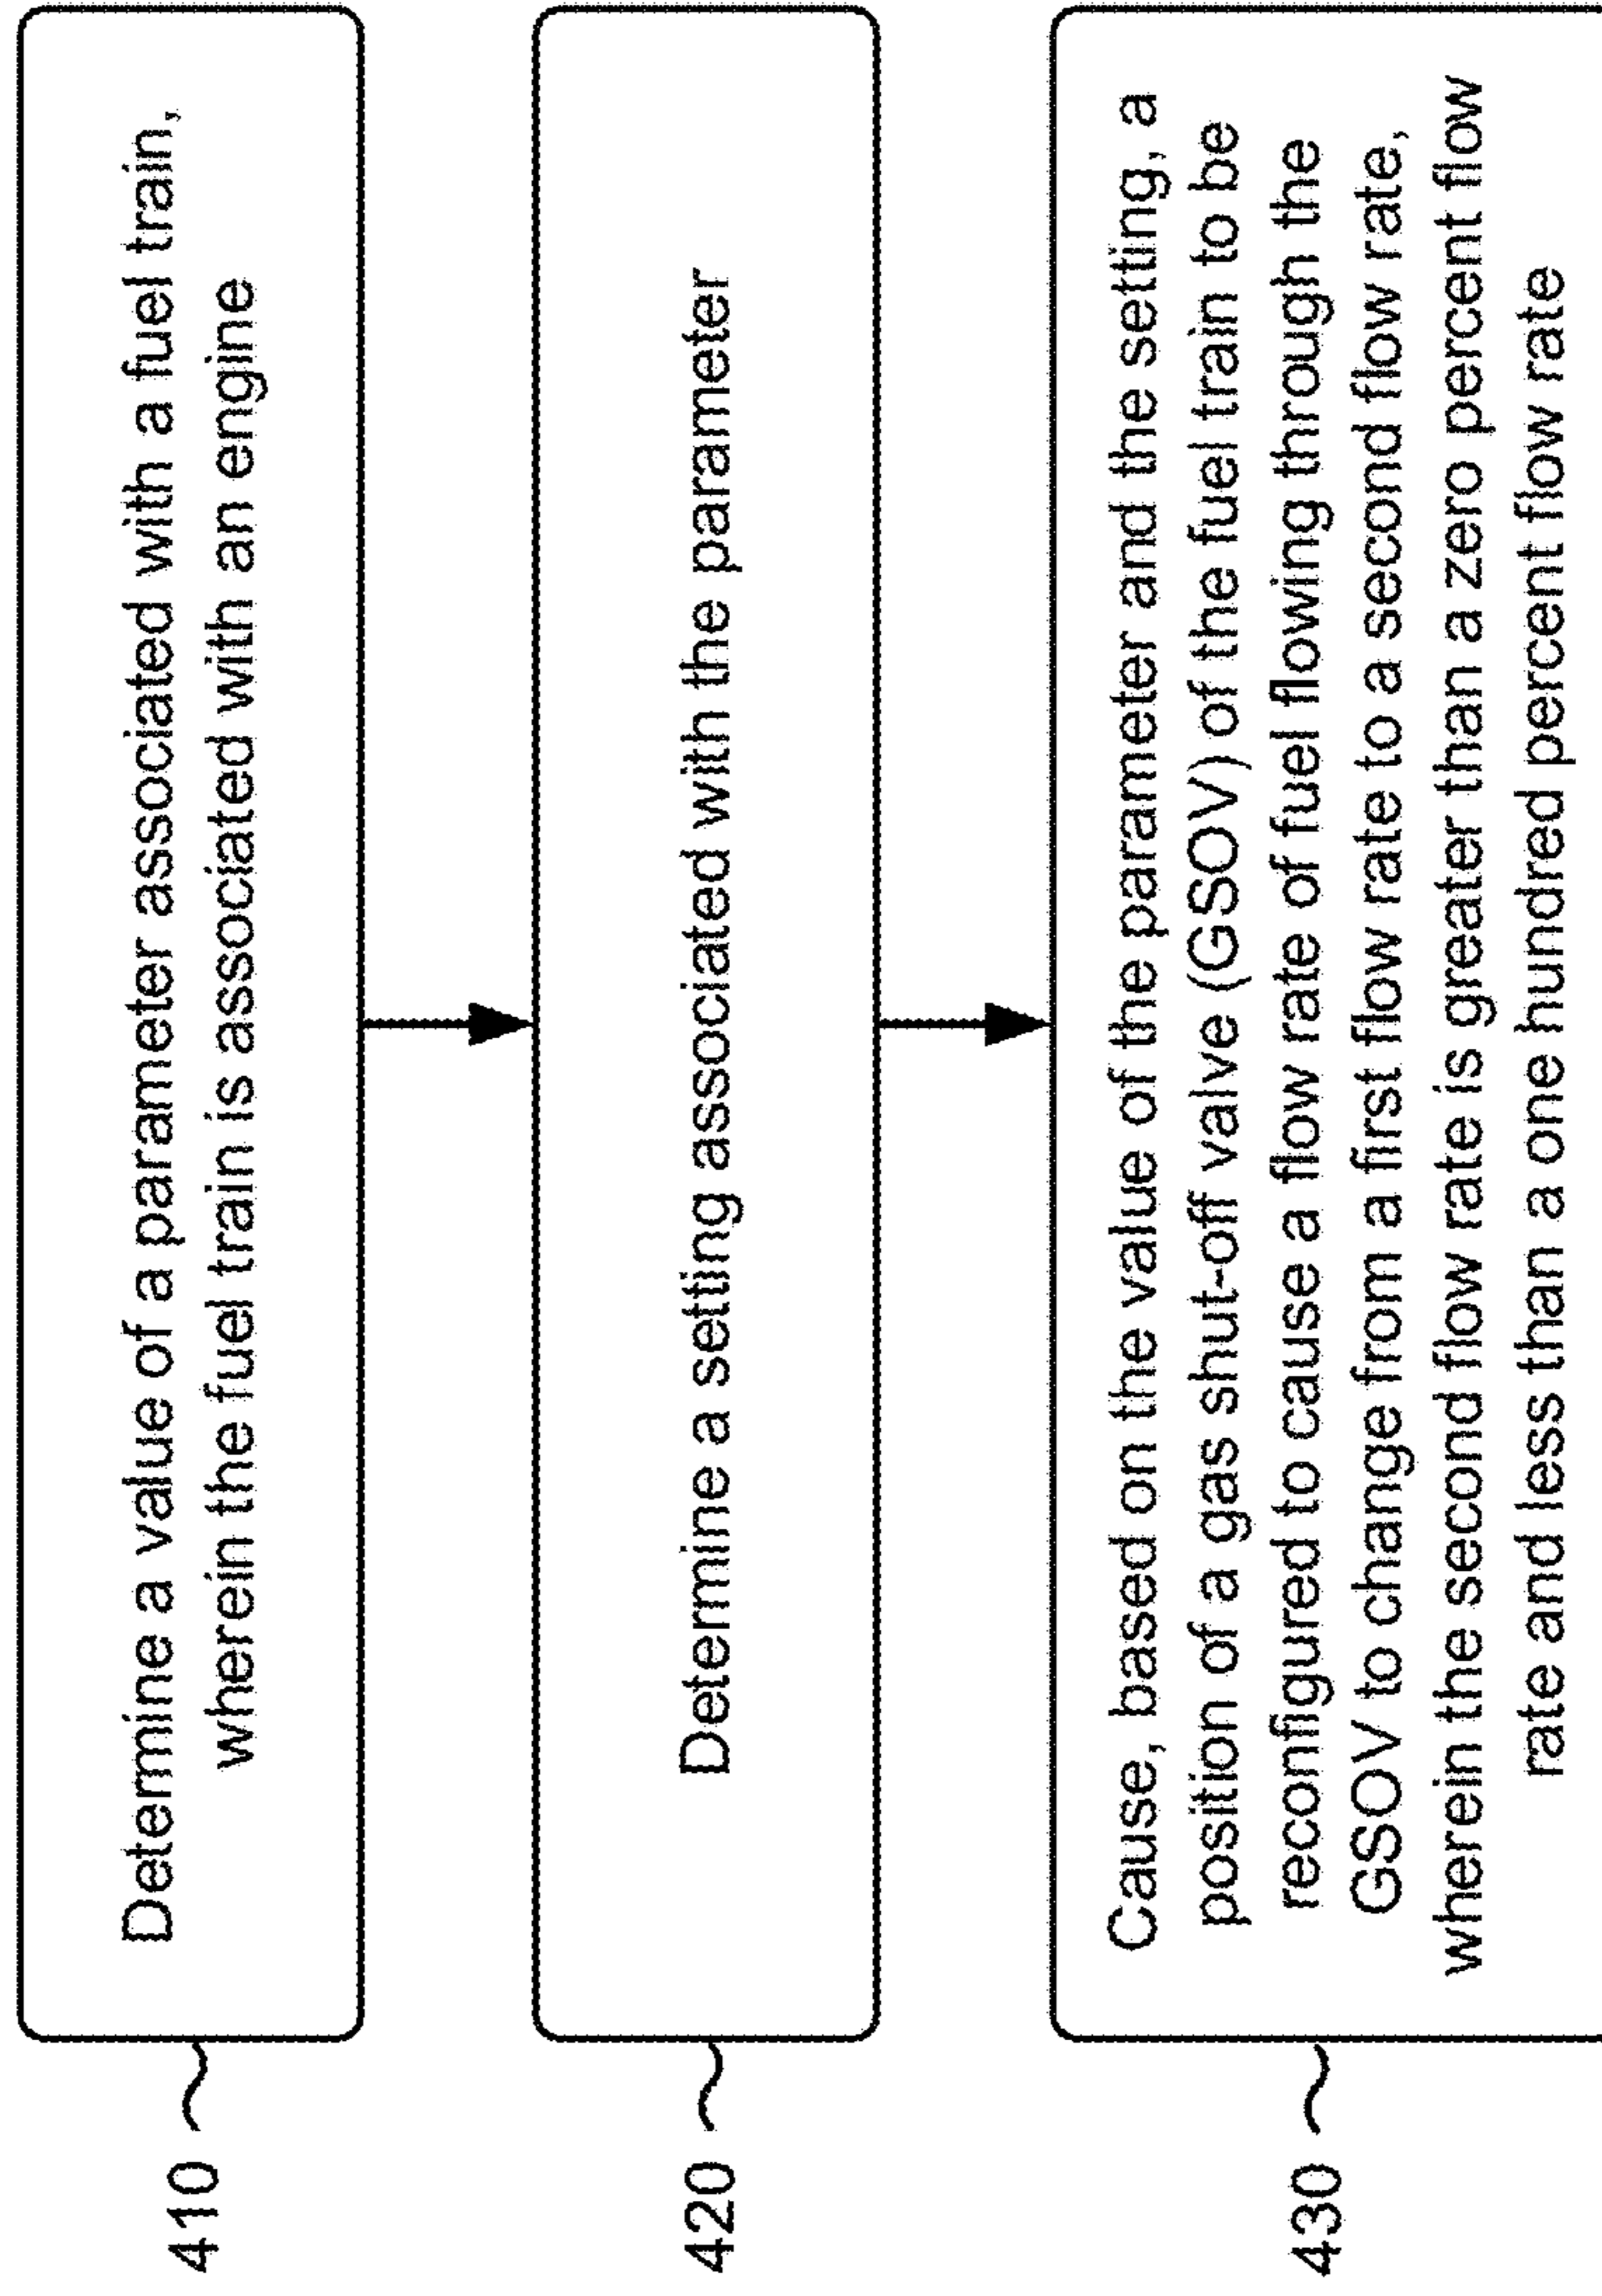 410
Determine a value of a parameter associated with a fuel train,
wherein the fuel train is associated with an engine
420
Determine a setting associated with the parameter
430
Cause, based on the value of the parameter and the setting, a
position of a gas shut-off valve (GSOV) of the fuel train to be
reconfigured to cause a flow rate of fuel flowing through the
GSOV to change from a first flow rate to a second flow rate,
wherein the second flow rate is greater than a zero percent flow
rate and less than a one hundred percent flow rate